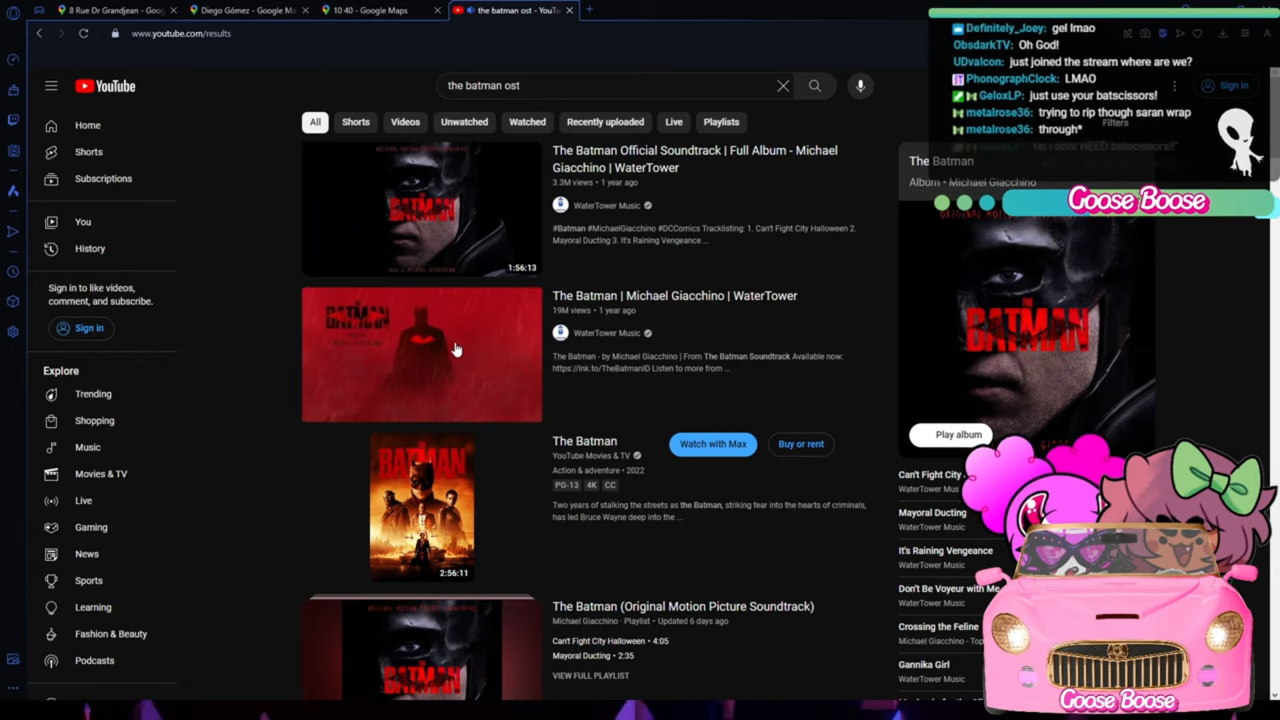 8 Rue Dr Grandjean - Goog
Diego Gómez - Google Ma
10 40 - Google Maps
the batman ost - YouT
www.youtube.com/results
YouTube
the batman ost
Sign in
All
Shorts
Videos
Unwatched
Watched
Recently uploaded
Live
Playlists
Filters
Home
Shorts
Subscriptions
You
History
Sign in to like videos,
comment, and subscribe.
Sign in
Explore
Trending
Shopping
Music
Movies & TV
Live
Gaming
News
Sports
Learning
Fashion & Beauty
Podcasts
BATMAN
1:56:13
The Batman Official Soundtrack | Full Album - Michael
Giacchino | WaterTower
3.3M views • 1 year ago
WaterTower Music
#Batman #MichaelGiacchino #DCComics Tracklisting: 1. Can't Fight City Halloween 2.
Mayoral Ducting 3. It's Raining Vengeance ...
THE
BATMAN
The Batman | Michael Giacchino | WaterTower
19M views • 1 year ago
WaterTower Music
The Batman - by Michael Giacchino | From The Batman Soundtrack Available now:
https://lnk.to/TheBatmanID Listen to more from ...
BATMAN
2:56:11
The Batman
Watch with Max
Buy or rent
YouTube Movies & TV
Action & adventure • 2022
PG-13 4K CC
Two years of stalking the streets as the Batman, striking fear into the hearts of criminals,
has led Bruce Wayne deep into the ...
BATMAN
The Batman (Original Motion Picture Soundtrack)
Michael Giacchino • Playlist • Updated 6 days ago
Can't Fight City Halloween • 4:05
Mayoral Ducting • 2:35
VIEW FULL PLAYLIST
Definitely_Joey: gel lmao
ObsdarkTV: Oh God!
UDvalcon: just joined the stream where are we?
PhonographClock: LMAO
GeloxLP: just use your batscissors!
metalrose36: trying to rip though saran wrap
metalrose36: through*
The Batman
Album • Michael Giacchino
Goose Boose
ORIGINAL MOTION
THE
BATMAN
Play album
Can't Fight City
WaterTower Mus
Mayoral Ducting
WaterTower Music
It's Raining Vengeance
WaterTower Music
Don't Be Voyeur with Me
WaterTower Music
Crossing the Feline
Michael Giacchino - Top
Gannika Girl
WaterTower Music
Goose Boose